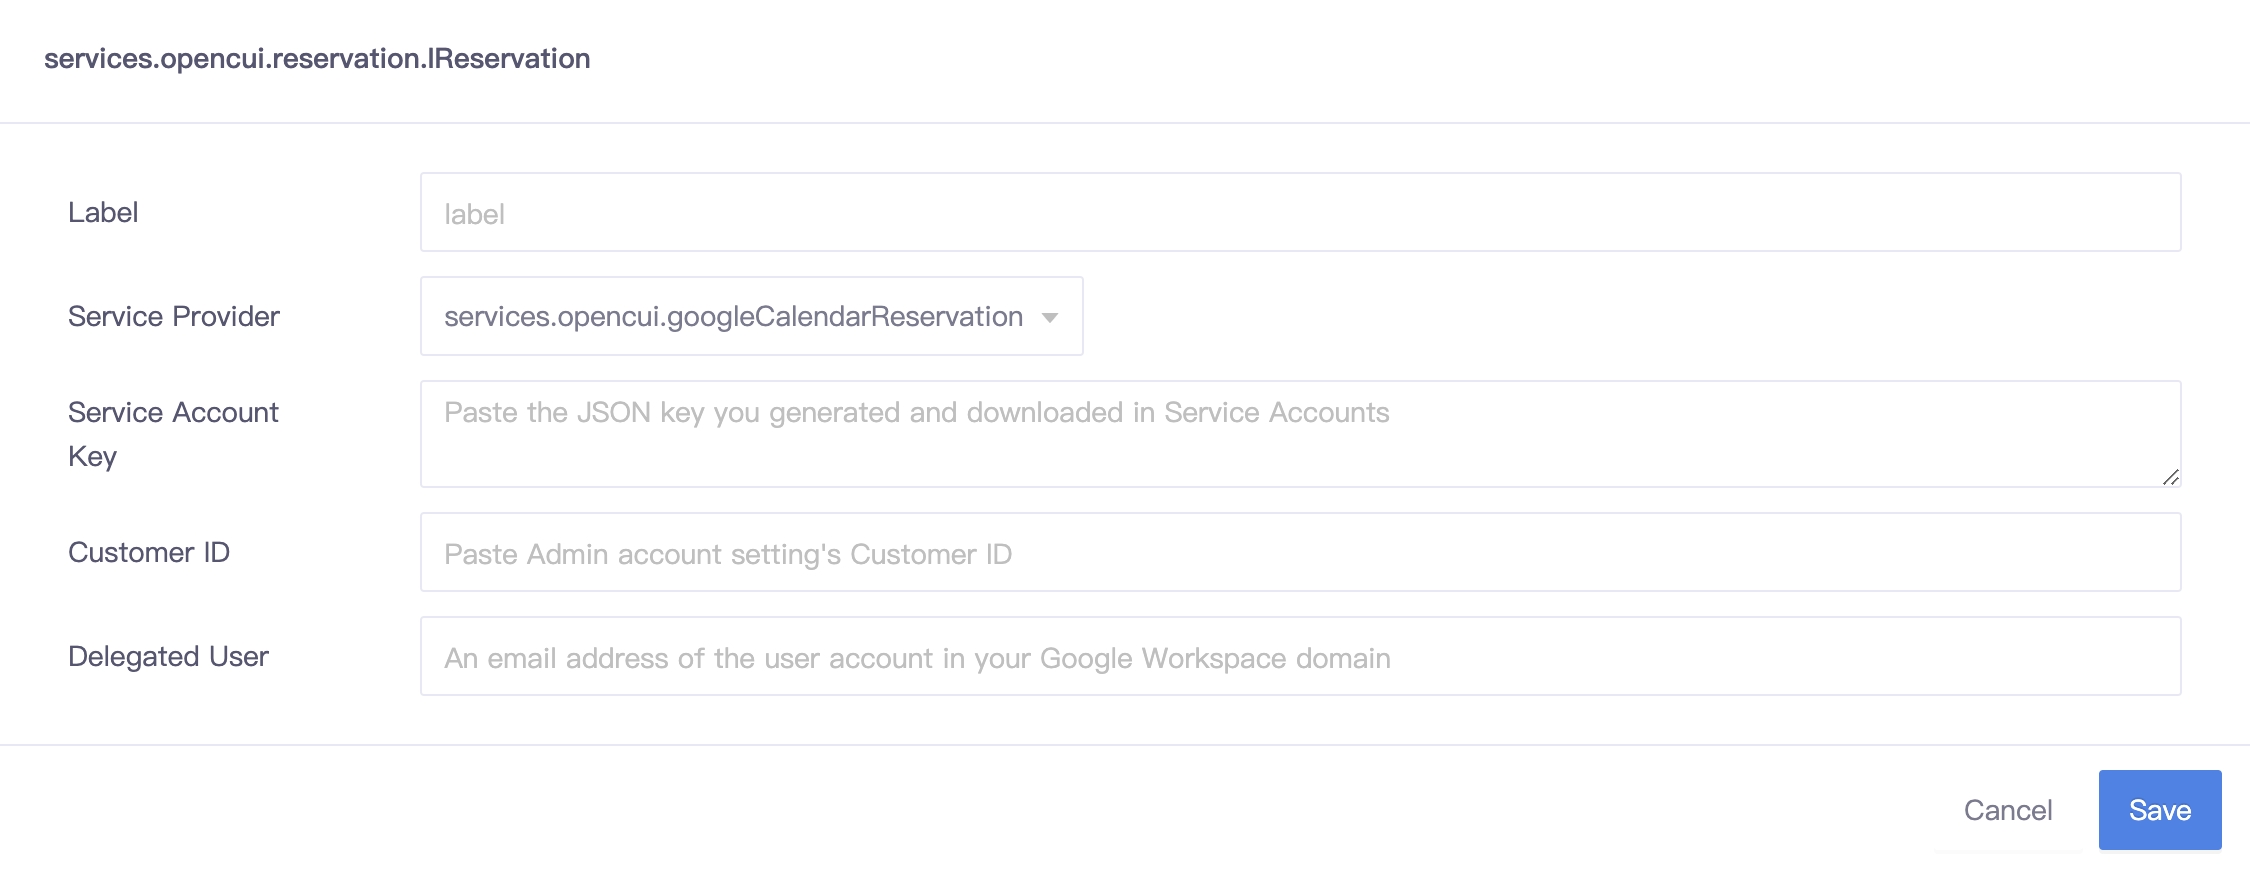 services.opencui.reservation.IReservation
Label
label
Service Provider
services.opencui.googleCalendarReservation
Service Account
Key
Paste the JSON key you generated and downloaded in Service Accounts
Customer ID
Paste Admin account setting's Customer ID
Delegated User
An email address of the user account in your Google Workspace domain
Cancel
Save